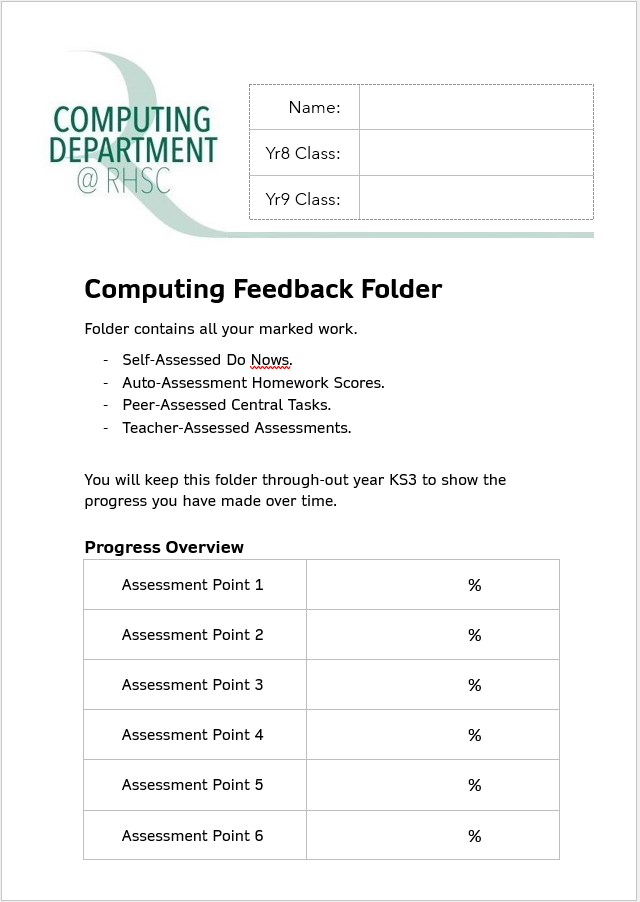 COMPUTING
DEPARTMENT
@ RHSC
Name:
Yr8 Class:
Yr9 Class:
Computing Feedback Folder
Folder contains all your marked work.
- Self-Assessed Do Nows.
- Auto-Assessment Homework Scores.
- Peer-Assessed Central Tasks.
- Teacher-Assessed Assessments.
You will keep this folder through-out year KS3 to show the
progress you have made over time.
Progress Overview
Assessment Point 1 %
Assessment Point 2 %
Assessment Point 3 %
Assessment Point 4 %
Assessment Point 5 %
Assessment Point 6 %